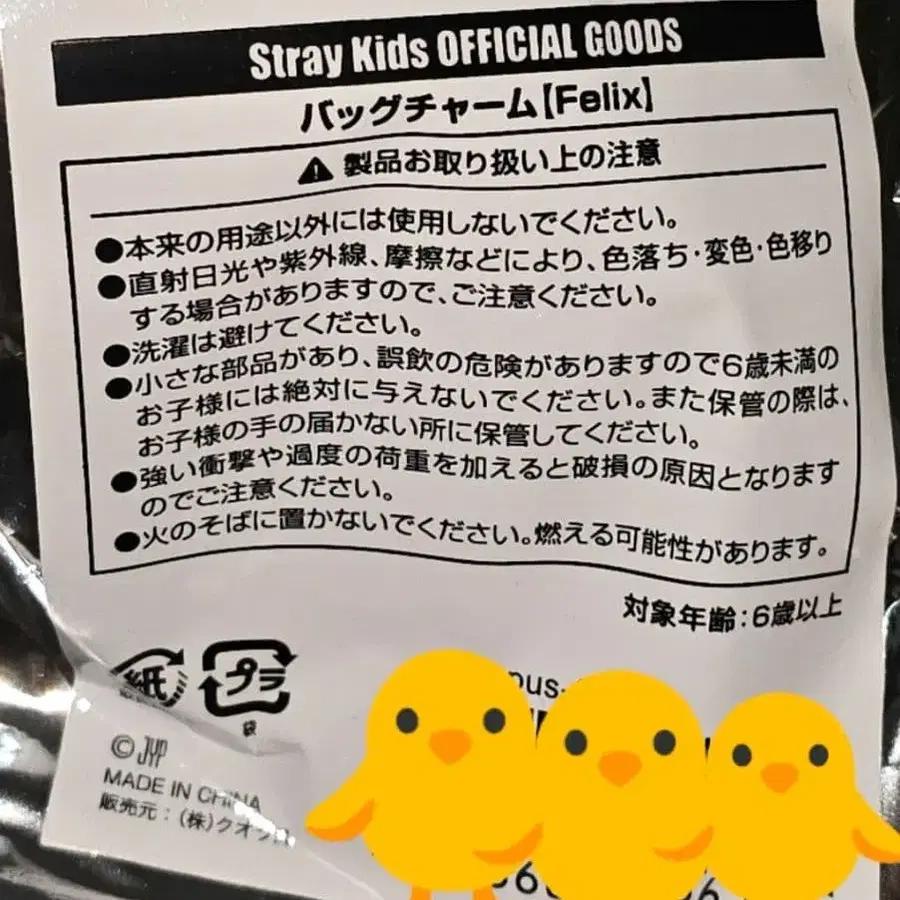 Stray Kids OFFICIAL GOODS
バッグチャーム【Felix】
⚠製品お取り扱い上の注意
●本来の用途以外には使用しないでください。
●直射日光や紫外線、摩擦などにより、色落ち・変色・色移り
する場合がありますので、ご注意ください。
●洗濯は避けてください。
●小さな部品があり、誤飲の危険がありますので6歳未満の
お子様には絶対に与えないでください。また保管の際は、
お子様の手の届かない所に保管してください。
●強い衝撃や過度の荷重を加えると破損の原因となります
のでご注意ください。
●火のそばに置かないでください。燃える可能性があります。
対象年齢：6歳以上
紙
プラ
袋
©JYP
MADE IN CHINA
販売元：(株)